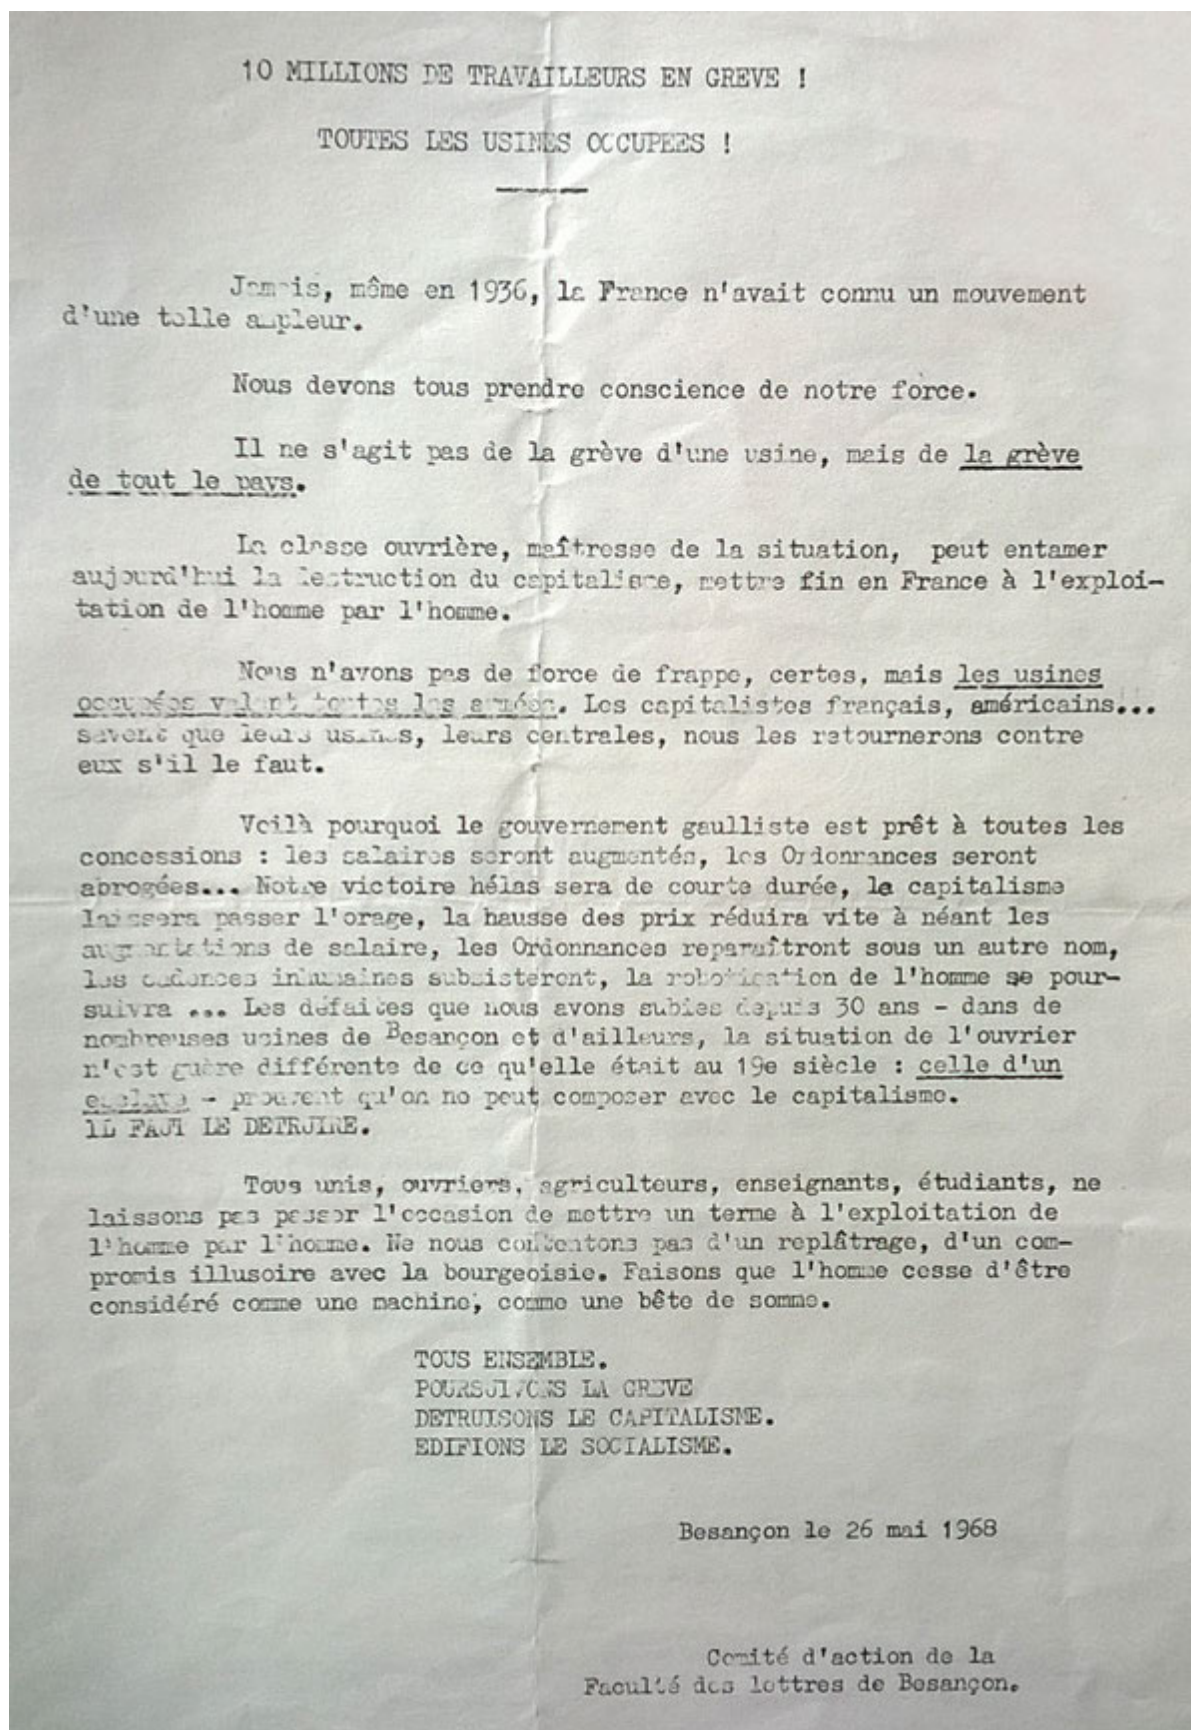 10 MILLIONS DE TRAVAILLEURS EN GREVE !
TOUTES LES USINES OCCUPEES !
Jamais, même en 1936, la France n'avait connu un mouvement
d'une telle ampleur.
Nous devons tous prendre conscience de notre force.
Il ne s'agit pas de la grève d'une usine, mais de la grève
de tout le pays.
La classe ouvrière, maîtresse de la situation, peut entamer
aujourd'hui la destruction du capitalisme, mettre fin en France à l'exploi-
tation de l'homme par l'homme.
Nous n'avons pas de force de frappe, certes, mais les usines
occupées valent toutes les armées. Les capitalistes français, américains...
savent que leurs usines, leurs centrales, nous les retournerons contre
eux s'il le faut.
Voilà pourquoi le gouvernement gaulliste est prêt à toutes les
concessions : les salaires seront augmentés, les Ordonnances seront
abrogées... Notre victoire hélas sera de courte durée, le capitalisme
laissera passer l'orage, la hausse des prix réduira vite à néant les
augmentations de salaire, les Ordonnances reparaîtront sous un autre nom,
les cadences inhumaines subsisteront, la robotisation de l'homme se pour-
suivra ... Les défaites que nous avons subies depuis 30 ans - dans de
nombreuses usines de Besançon et d'ailleurs, la situation de l'ouvrier
n'est guère différente de ce qu'elle était au 19e siècle : celle d'un
esclave - prouvent qu'on ne peut composer avec le capitalisme.
IL FAUT LE DETRUIRE.
Tous unis, ouvriers, agriculteurs, enseignants, étudiants, ne
laissons pas passer l'occasion de mettre un terme à l'exploitation de
l'homme par l'homme. Ne nous contentons pas d'un replâtrage, d'un com-
promis illusoire avec la bourgeoisie. Faisons que l'homme cesse d'être
considéré comme une machine, comme une bête de somme.
TOUS ENSEMBLE.
POURSUIVONS LA GREVE
DETRUISONS LE CAPITALISME.
EDIFIONS LE SOCIALISME.
Besançon le 26 mai 1968
Comité d'action de la
Faculté des lettres de Besançon.